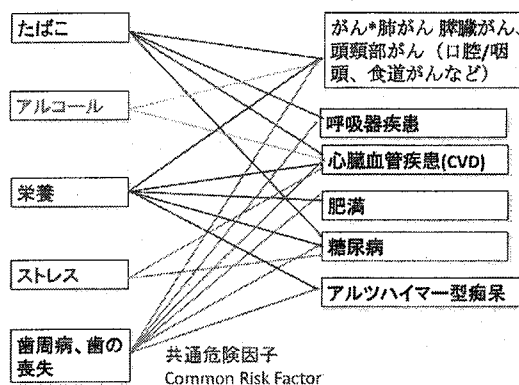 たばこ
アルコール
栄養
ストレス
歯周病、歯の
喪失
がん*肺がん 膵臓がん、
頭頸部がん（口腔/咽
頭、食道がんなど）
呼吸器疾患
心臓血管疾患(CVD)
肥満
糖尿病
アルツハイマー型痴呆
共通危険因子
Common Risk Factor